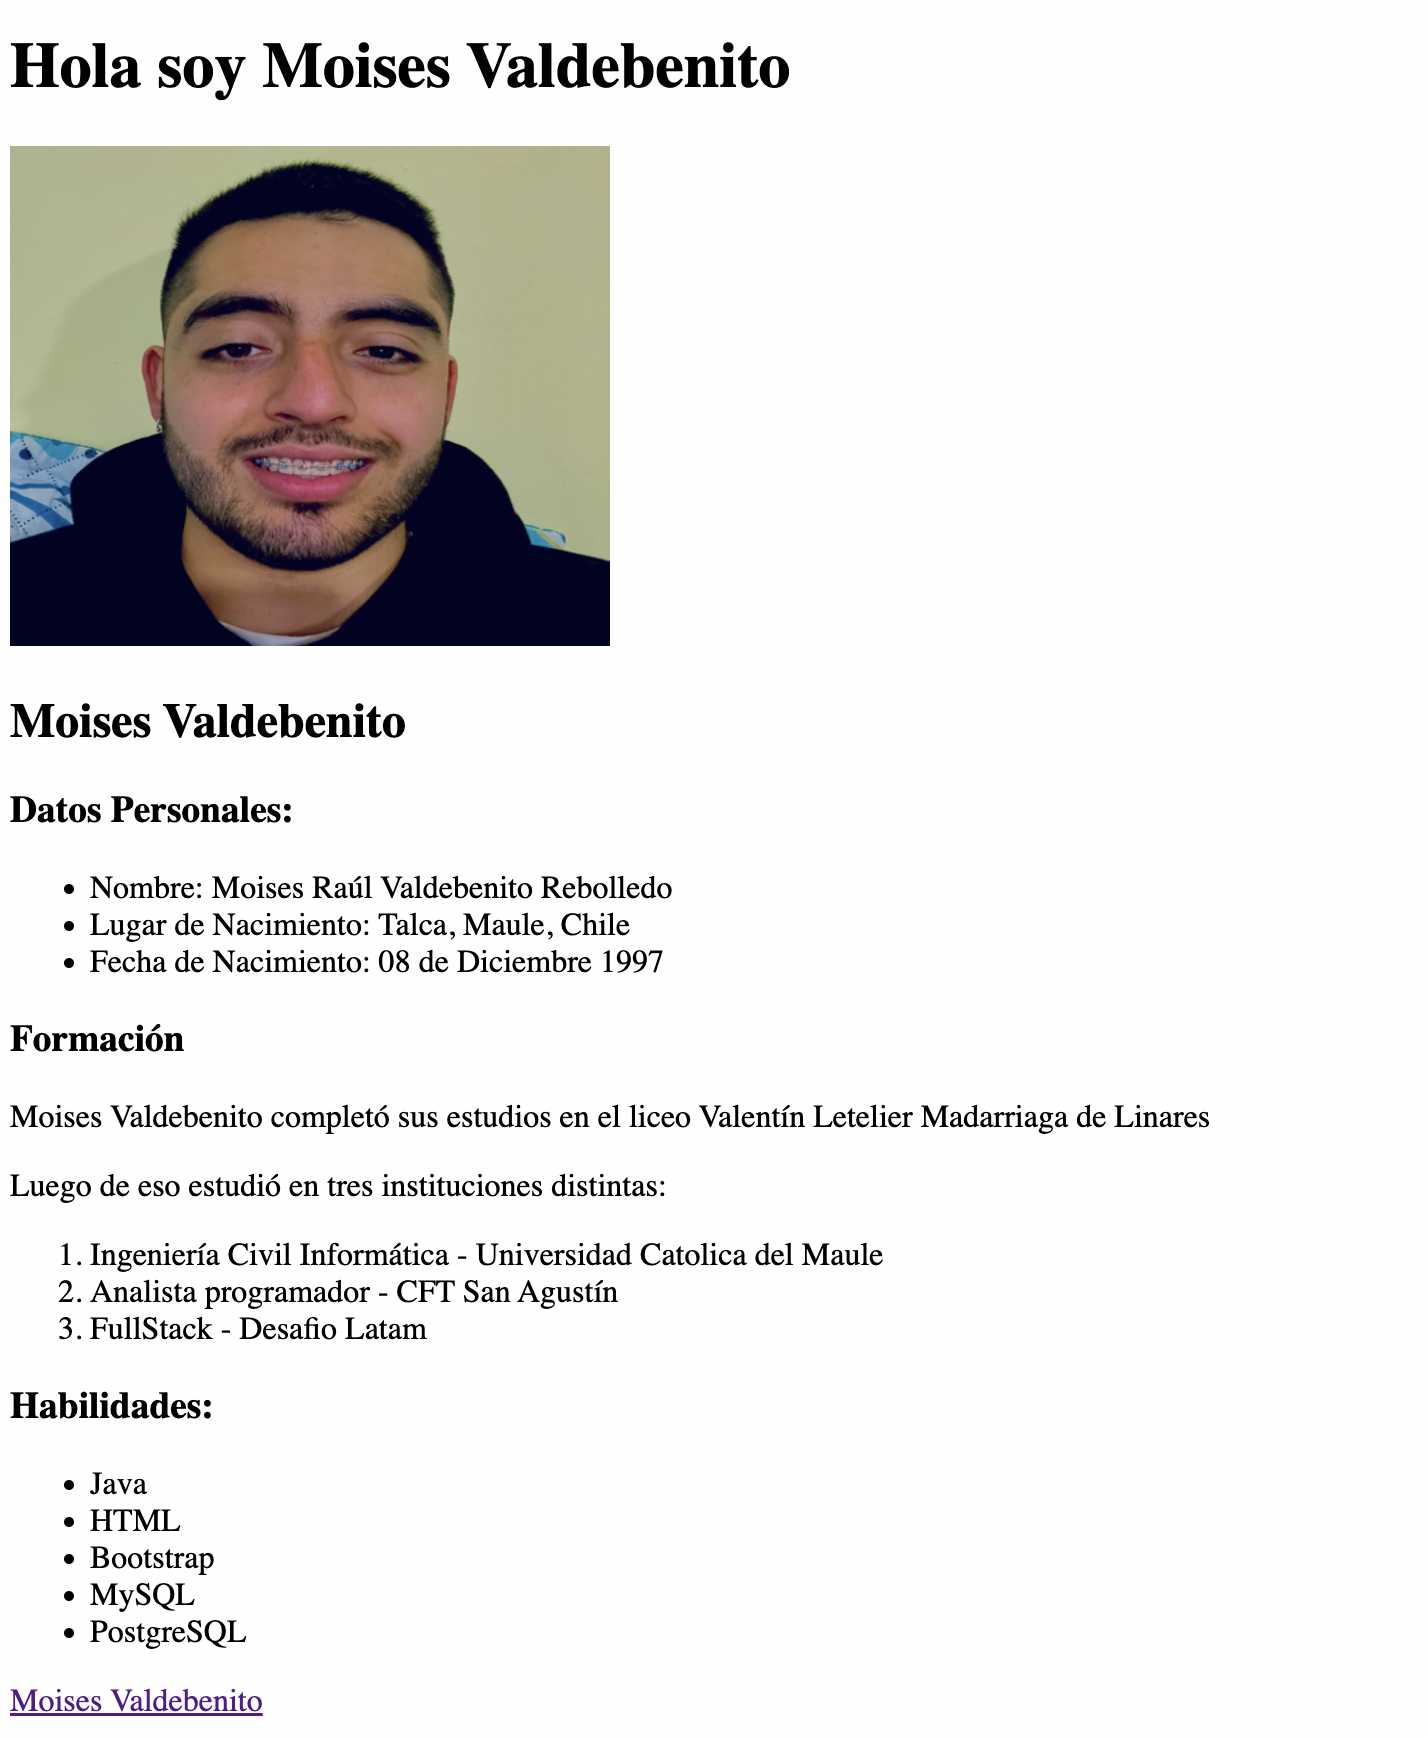 Hola soy Moises Valdebenito
Moises Valdebenito
Datos Personales:
• Nombre: Moises Raúl Valdebenito Rebolledo
• Lugar de Nacimiento: Talca, Maule, Chile
• Fecha de Nacimiento: 08 de Diciembre 1997
Formación
Moises Valdebenito completó sus estudios en el liceo Valentín Letelier Madarriaga de Linares
Luego de eso estudió en tres instituciones distintas:
1. Ingeniería Civil Informática - Universidad Catolica del Maule
2. Analista programador - CFT San Agustín
3. FullStack - Desafio Latam
Habilidades:
• Java
• HTML
• Bootstrap
• MySQL
• PostgreSQL
Moises Valdebenito